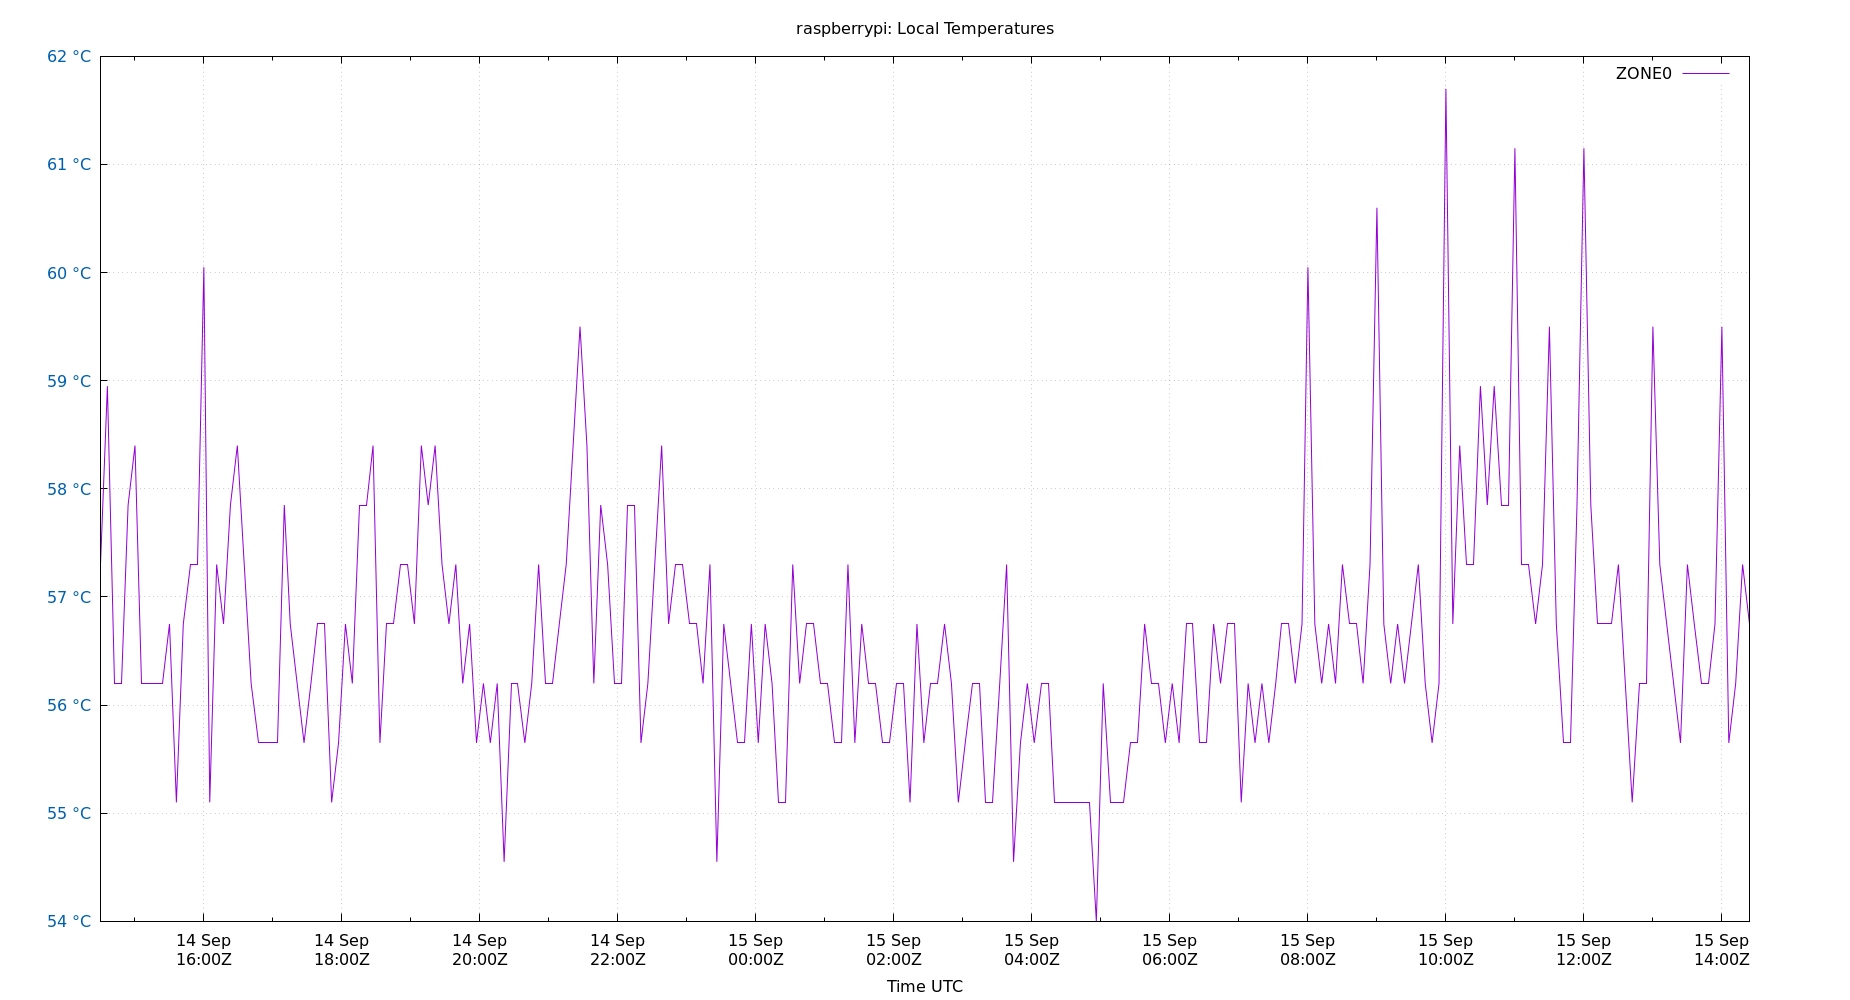 raspberrypi: Local Temperatures
62 °C
ZONE0
61 °C
60 °C
59 °C
58 °C
57 °C
56 °C
55 °C
54 °C
14 Sep 14 Sep 14 Sep 14 Sep 15 Sep 15 Sep 15 Sep 15 Sep 15 Sep 15 Sep 15 Sep 15 Sep
16:00Z 18:00Z 20:00Z 22:00Z 00:00Z 02:00Z 04:00Z 06:00Z 08:00Z 10:00Z 12:00Z 14:00Z
Time UTC